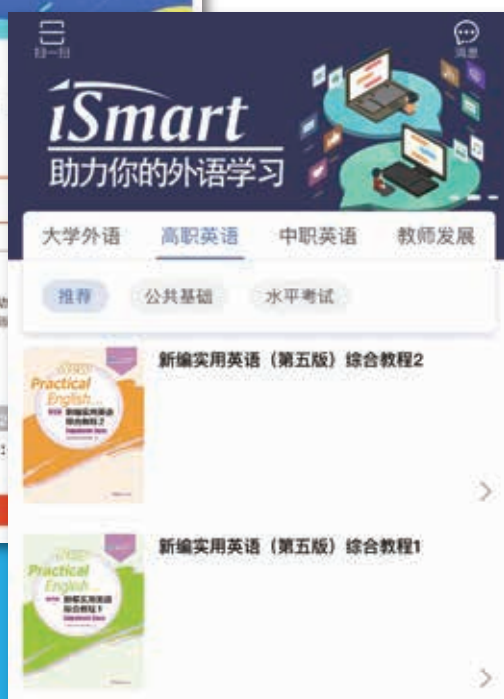 扫一扫
消息
iSmart
助力你的外语学习
大学外语 高职英语 中职英语 教师发展
推荐 公共基础 水平考试
新编实用英语（第五版）综合教程2
New
Practical
English
新编实用英语
综合教程 2
新编实用英语（第五版）综合教程1
New
Practical
English
新编实用英语
综合教程 1